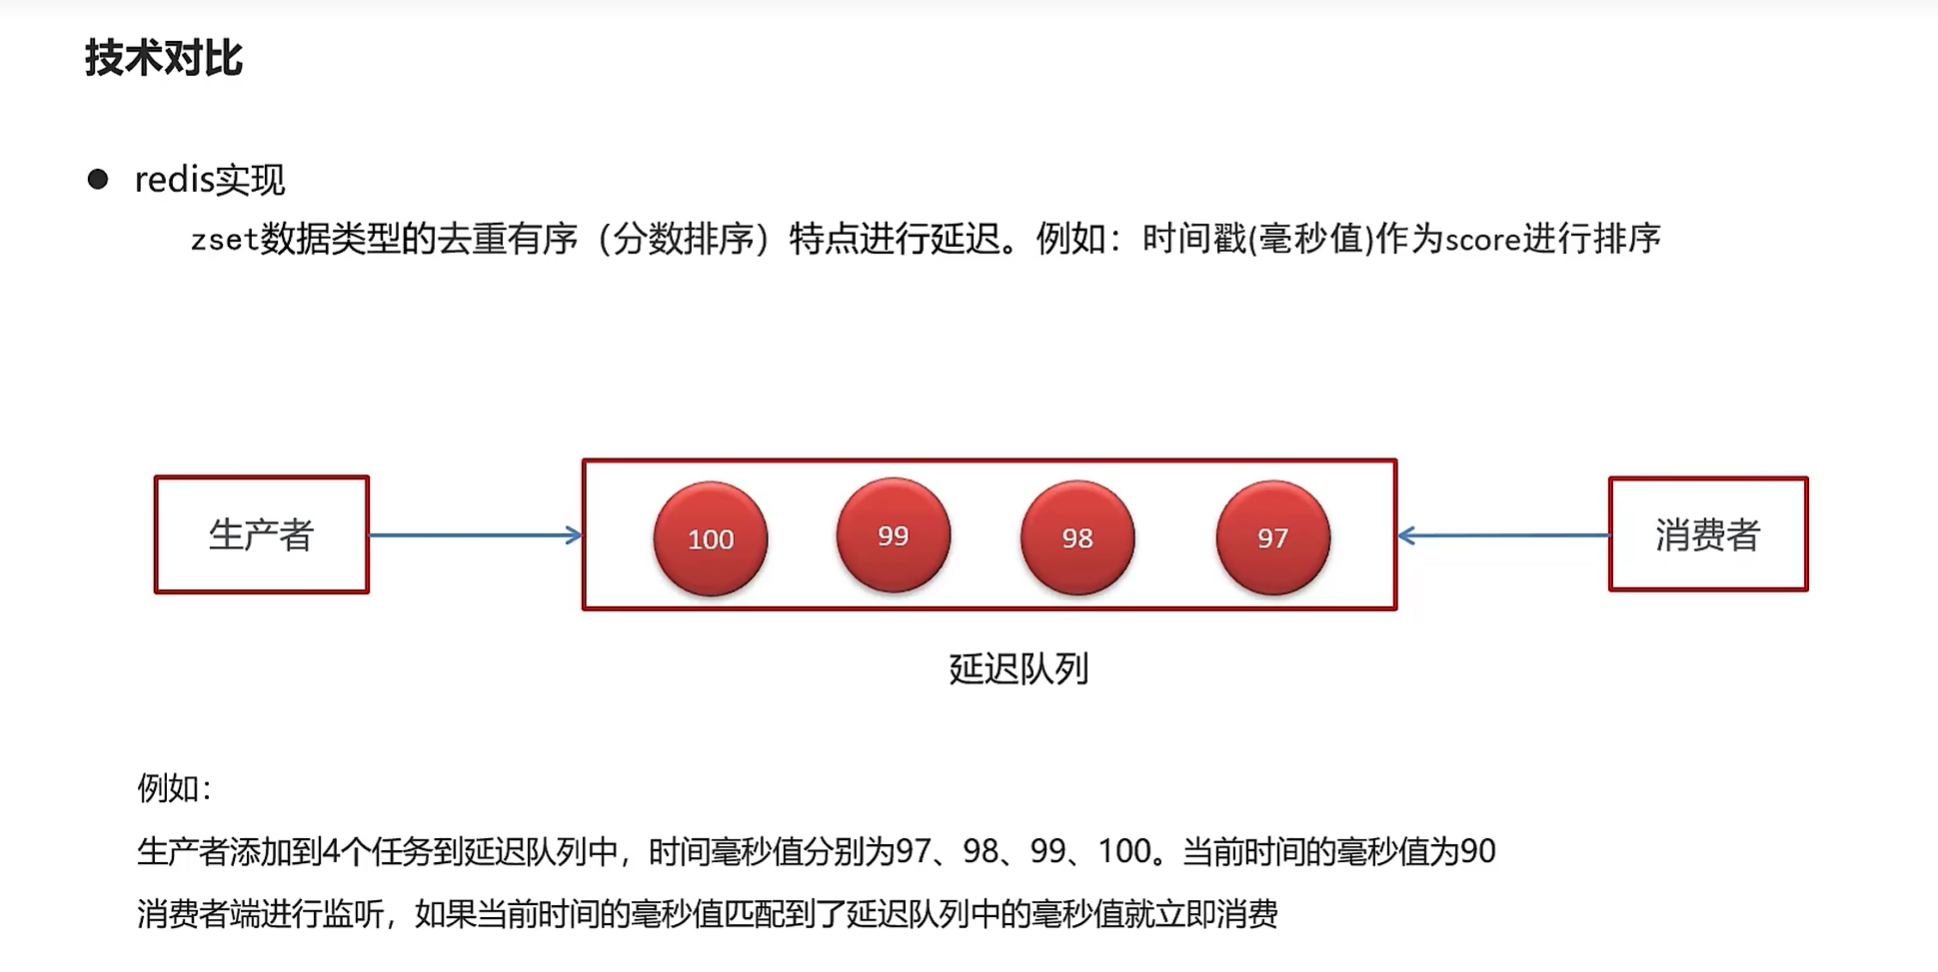 技术对比
● redis实现
zset数据类型的去重有序（分数排序）特点进行延迟。例如：时间戳(毫秒值)作为score进行排序
生产者
100
99
98
97
消费者
延迟队列
例如：
生产者添加到4个任务到延迟队列中，时间毫秒值分别为97、98、99、100。当前时间的毫秒值为90
消费者端进行监听，如果当前时间的毫秒值匹配到了延迟队列中的毫秒值就立即消费